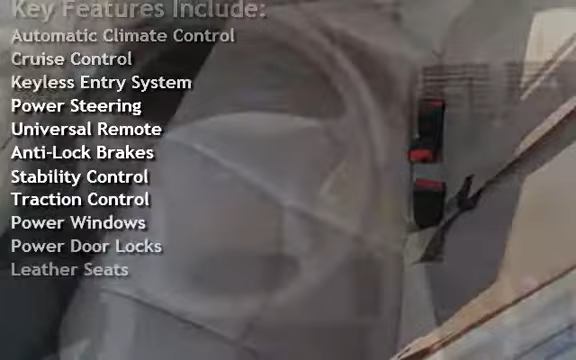 Key Features Include:
Automatic Climate Control
Cruise Control
Keyless Entry System
Power Steering
Universal Remote
Anti-Lock Brakes
Stability Control
Traction Control
Power Windows
Power Door Locks
Leather Seats